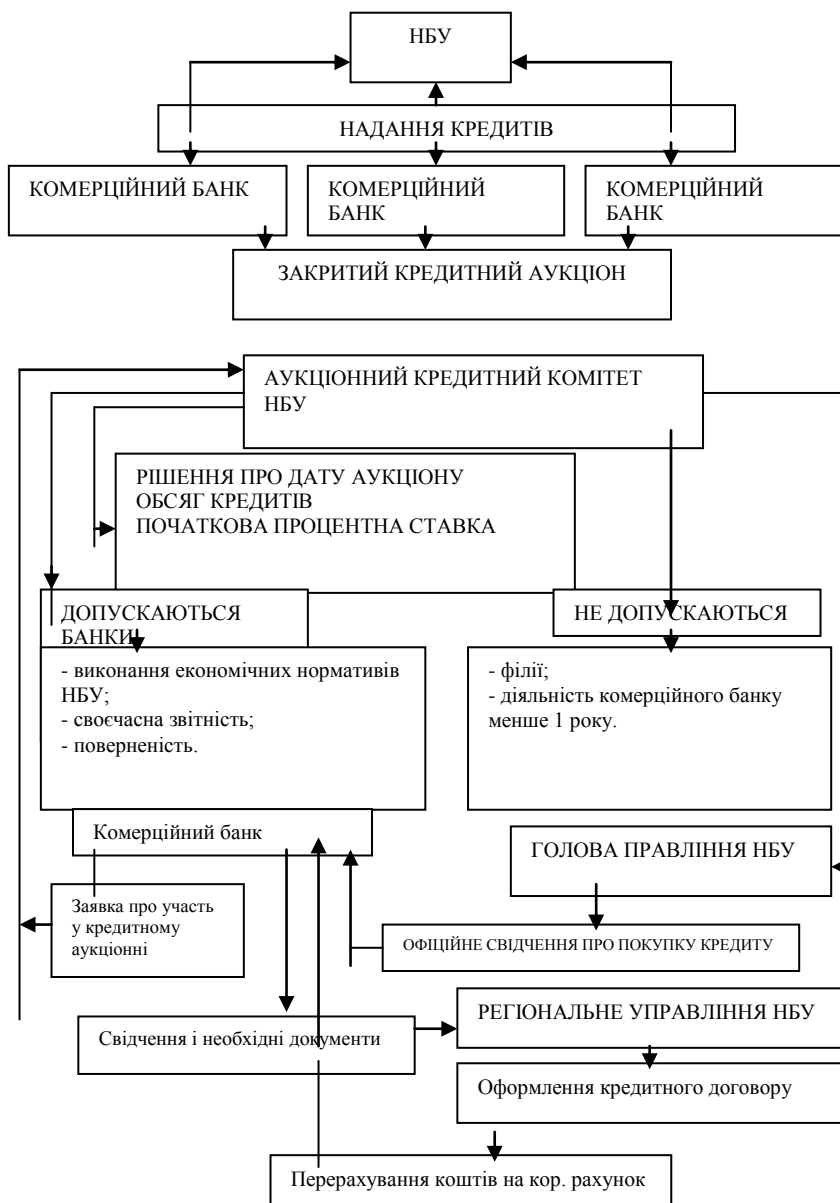 НБУ
НАДАННЯ КРЕДИТІВ
КОМЕРЦІЙНИЙ БАНК
КОМЕРЦІЙНИЙ
БАНК
КОМЕРЦІЙНИЙ
БАНК
ЗАКРИТИЙ КРЕДИТНИЙ АУКЦІОН
АУКЦІОННИЙ КРЕДИТНИЙ КОМІТЕТ
НБУ
РІШЕННЯ ПРО ДАТУ АУКЦІОНУ
ОБСЯГ КРЕДИТІВ
ПОЧАТКОВА ПРОЦЕНТНА СТАВКА
ДОПУСКАЮТЬСЯ
БАНКИ
НЕ ДОПУСКАЮТЬСЯ
- виконання економічних нормативів
НБУ;
- своєчасна звітність;
- поверненість.
- філії;
- діяльність комерційного банку
менше 1 року.
Комерційний банк
ГОЛОВА ПРАВЛІННЯ НБУ
Заявка про участь
у кредитному
аукціонні
ОФІЦІЙНЕ СВІДЧЕННЯ ПРО ПОКУПКУ КРЕДИТУ
Свідчення і необхідні документи
РЕГІОНАЛЬНЕ УПРАВЛІННЯ НБУ
Оформлення кредитного договору
Перерахування коштів на кор. рахунок